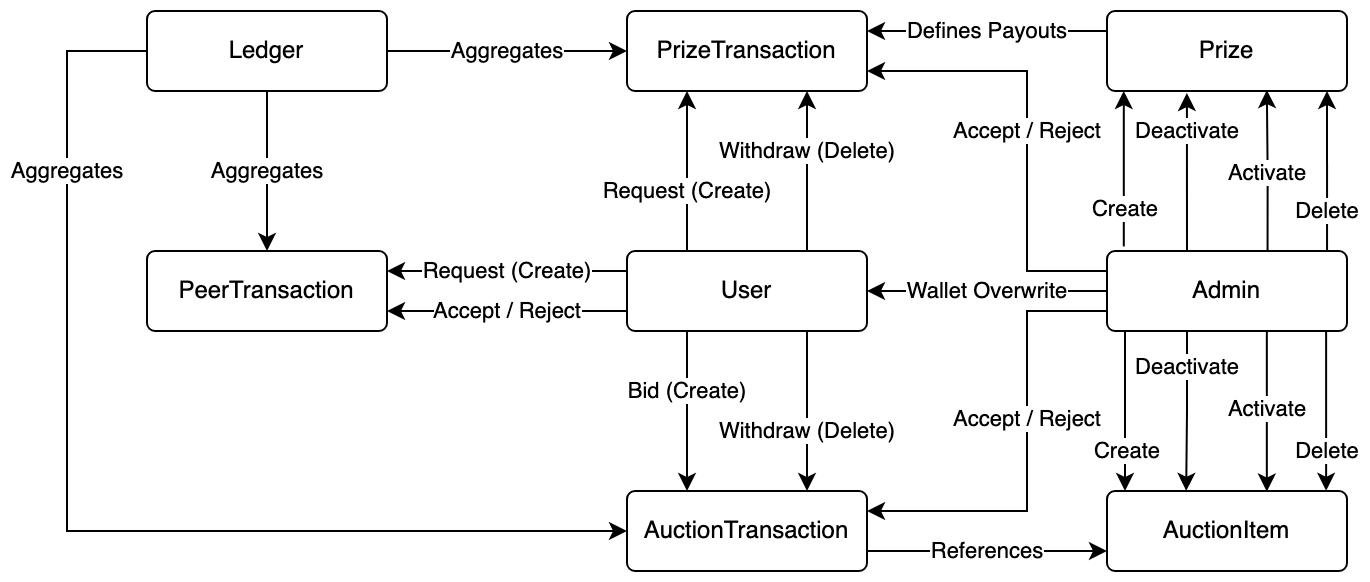 Ledger
Aggregates
PrizeTransaction
Defines Payouts
Prize
Accept / Reject
Deactivate
Withdraw (Delete)
Aggregates
Aggregates
Activate
Request (Create)
Create
Delete
PeerTransaction
Request (Create)
Accept / Reject
User
Wallet Overwrite
Admin
Deactivate
Bid (Create)
Activate
Accept / Reject
Withdraw (Delete)
Create
Delete
AuctionTransaction
References
AuctionItem